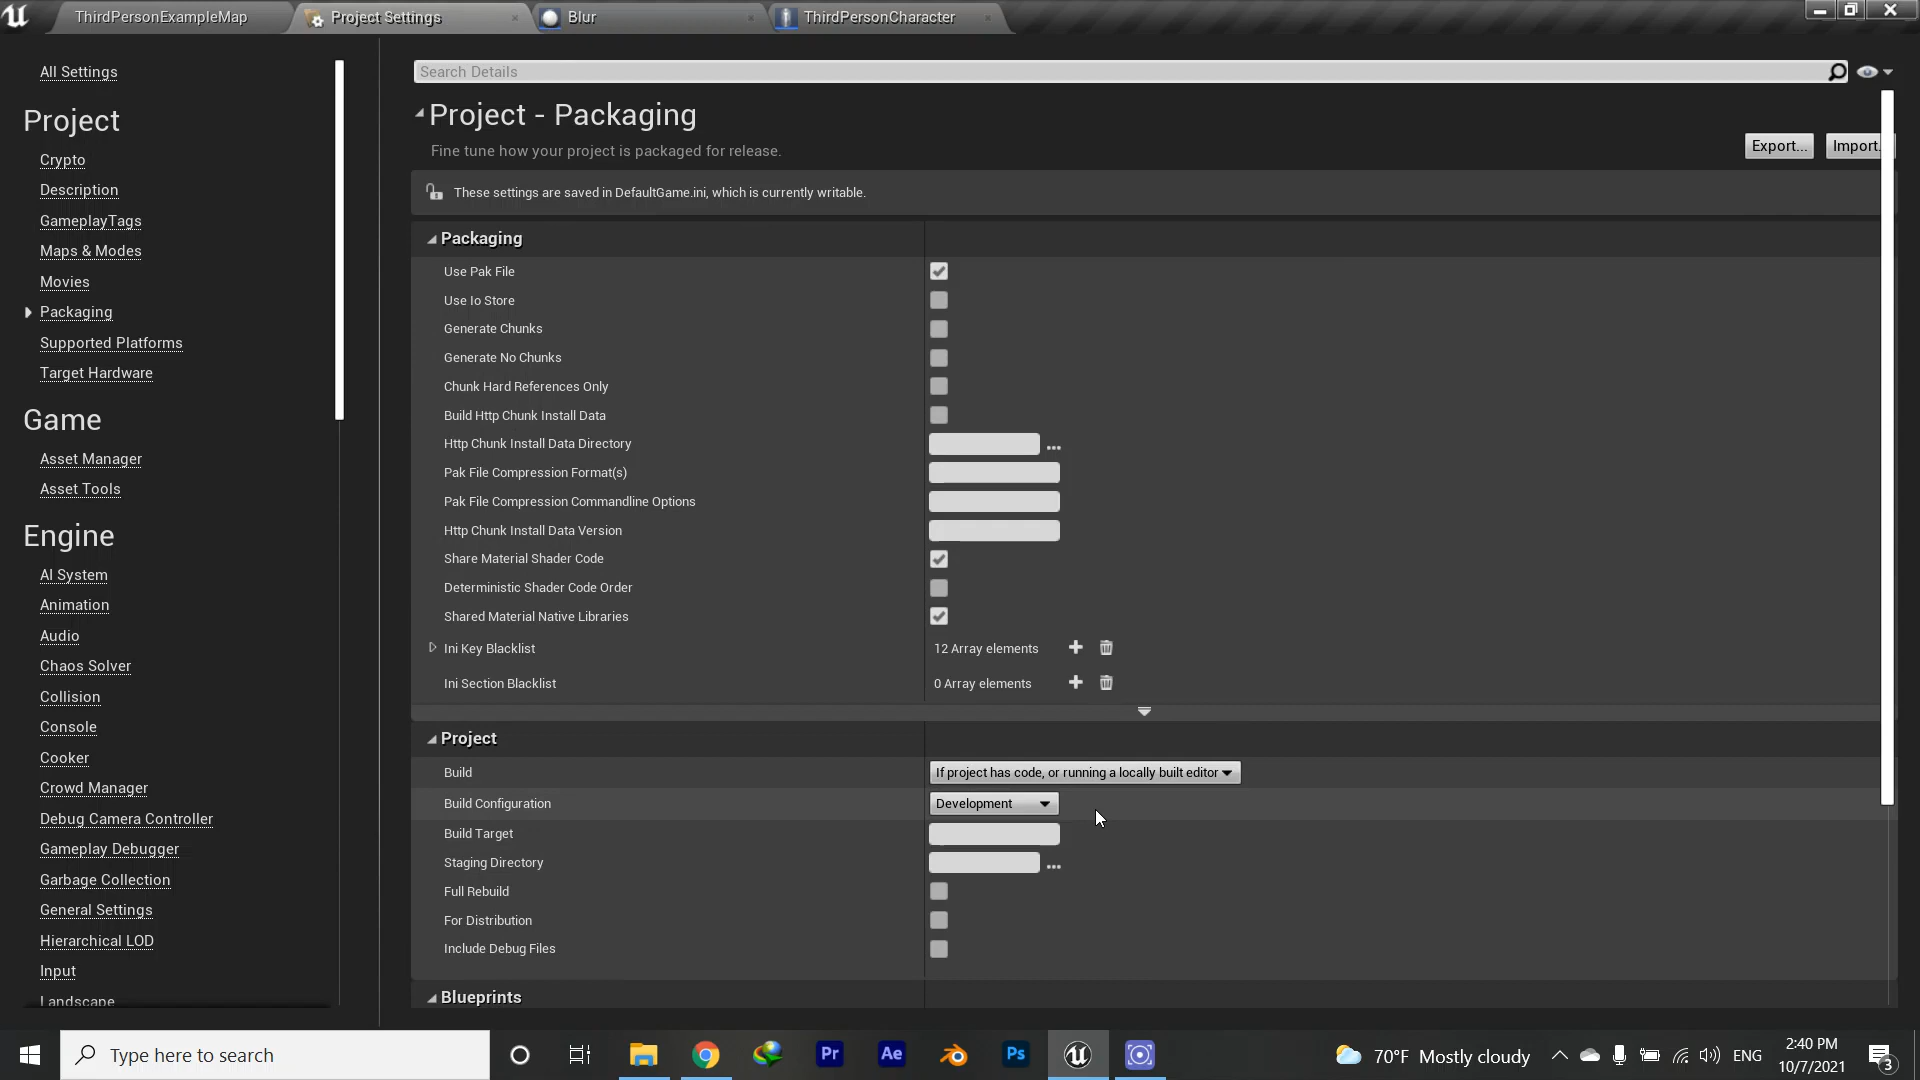 ThirdPersonExampleMap
Project Settings
Blur
ThirdPersonCharacter
All Settings
Project
Crypto
Description
GameplayTags
Maps & Modes
Movies
Packaging
Supported Platforms
Target Hardware
Game
Asset Manager
Asset Tools
Engine
AI System
Animation
Audio
Chaos Solver
Collision
Console
Cooker
Crowd Manager
Debug Camera Controller
Gameplay Debugger
Garbage Collection
General Settings
Hierarchical LOD
Input
Landscape
Search Details
Project - Packaging
Fine tune how your project is packaged for release.
Export...
Import.
These settings are saved in DefaultGame.ini, which is currently writable.
Packaging
Use Pak File
Use Io Store
Generate Chunks
Generate No Chunks
Chunk Hard References Only
Build Http Chunk Install Data
Http Chunk Install Data Directory
...
Pak File Compression Format(s)
Pak File Compression Commandline Options
Http Chunk Install Data Version
Share Material Shader Code
Deterministic Shader Code Order
Shared Material Native Libraries
Ini Key Blacklist 12 Array elements
Ini Section Blacklist 0 Array elements
Project
Build If project has code, or running a locally built editor
Build Configuration Development
Build Target
Staging Directory
...
Full Rebuild
For Distribution
Include Debug Files
Blueprints
Type here to search
Pr
Ae
Ps
70°F Mostly cloudy
ENG
2:40 PM
10/7/2021
3